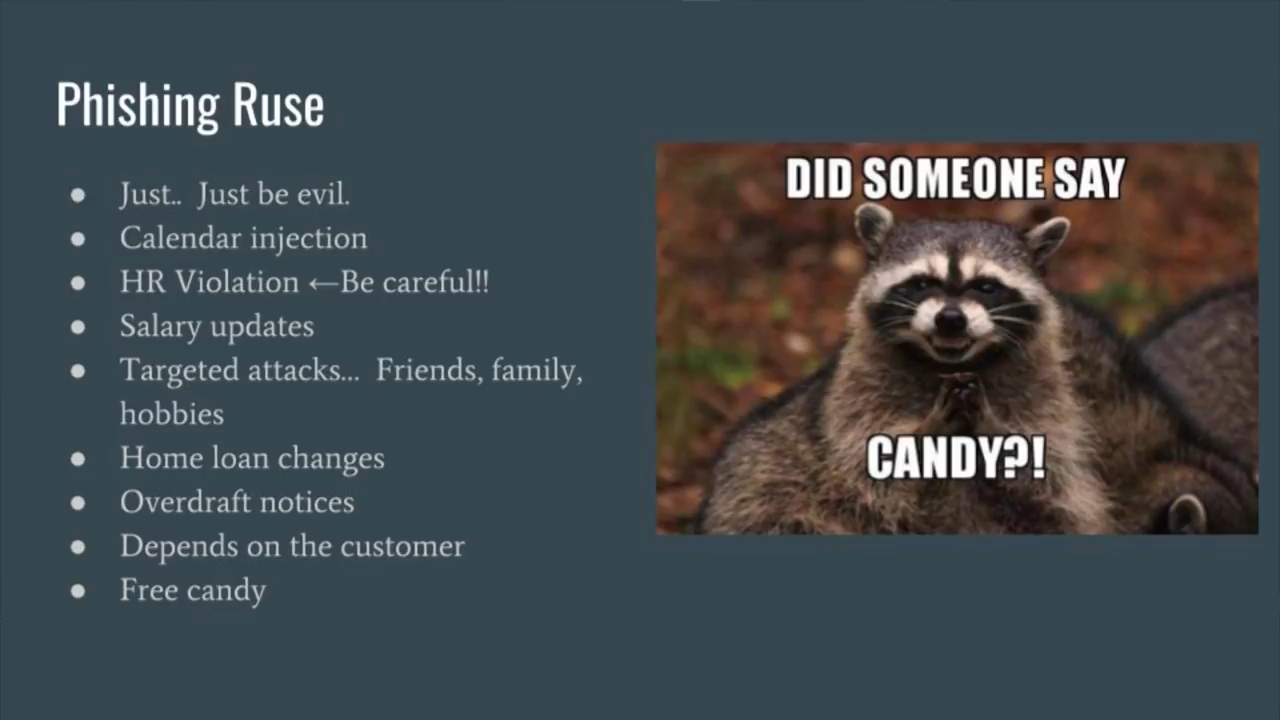 Phishing Ruse
● Just.. Just be evil.
● Calendar injection
● HR Violation ←Be careful!!
● Salary updates
● Targeted attacks... Friends, family,
hobbies
● Home loan changes
● Overdraft notices
● Depends on the customer
● Free candy
DID SOMEONE SAY
CANDY?!